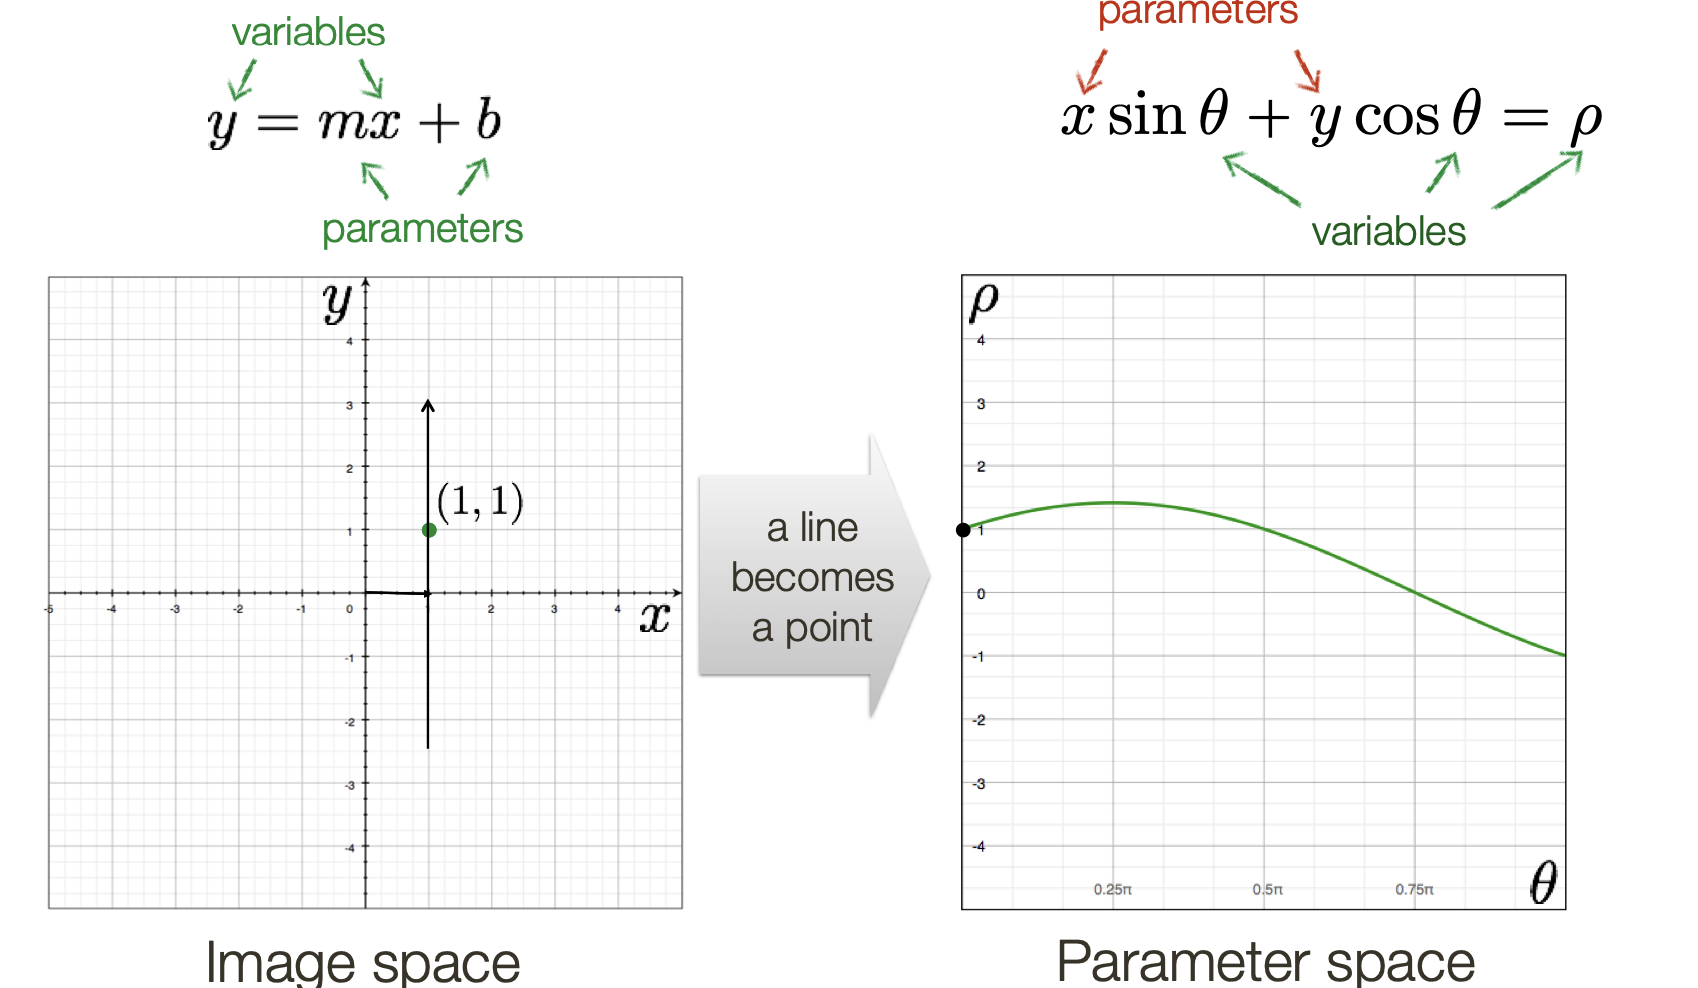 variables
y = mx + b
parameters
parameters
x sin θ + y cos θ = ρ
variables
y
4
3
2
(1, 1)
1
-5 -4 -3 -2 -1 0 1 2 3 4
x
-1
-2
-3
-4
a line
becomes
a point
ρ
4
3
2
1
0
-1
-2
-3
-4
0.25π 0.5π 0.75π
θ
Image space
Parameter space